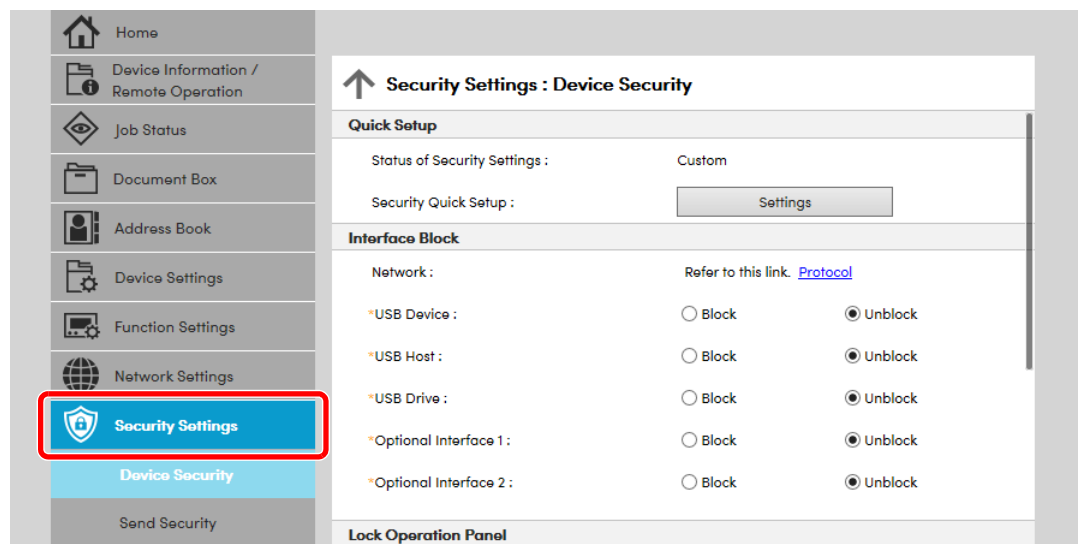 Home
Device Information /
Remote Operation
Job Status
Document Box
Address Book
Device Settings
Function Settings
Network Settings
Security Settings
Device Security
Send Security
Security Settings : Device Security
Quick Setup
Status of Security Settings : Custom
Security Quick Setup : Settings
Interface Block
Network : Refer to this link. Protocol
*USB Device : Block Unblock
*USB Host : Block Unblock
*USB Drive : Block Unblock
*Optional Interface 1 : Block Unblock
*Optional Interface 2 : Block Unblock
Lock Operation Panel